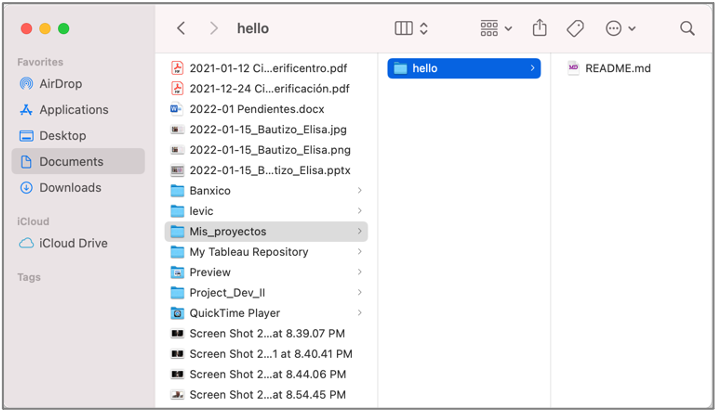 hello
Favorites
AirDrop
Applications
Desktop
Documents
Downloads
iCloud
iCloud Drive
Tags
2021-01-12 Ci...erificentro.pdf
2021-12-24 Ci...erificación.pdf
2022-01 Pendientes.docx
2022-01-15_Bautizo_Elisa.jpg
2022-01-15_Bautizo_Elisa.png
2022-01-15_B...tizo_Elisa.pptx
Banxico
levic
Mis_proyectos
My Tableau Repository
Preview
Project_Dev_II
QuickTime Player
Screen Shot 2...at 8.39.07 PM
Screen Shot 2...1 at 8.40.41 PM
Screen Shot 2...at 8.44.06 PM
Screen Shot 2...at 8.54.45 PM
hello
MD README.md